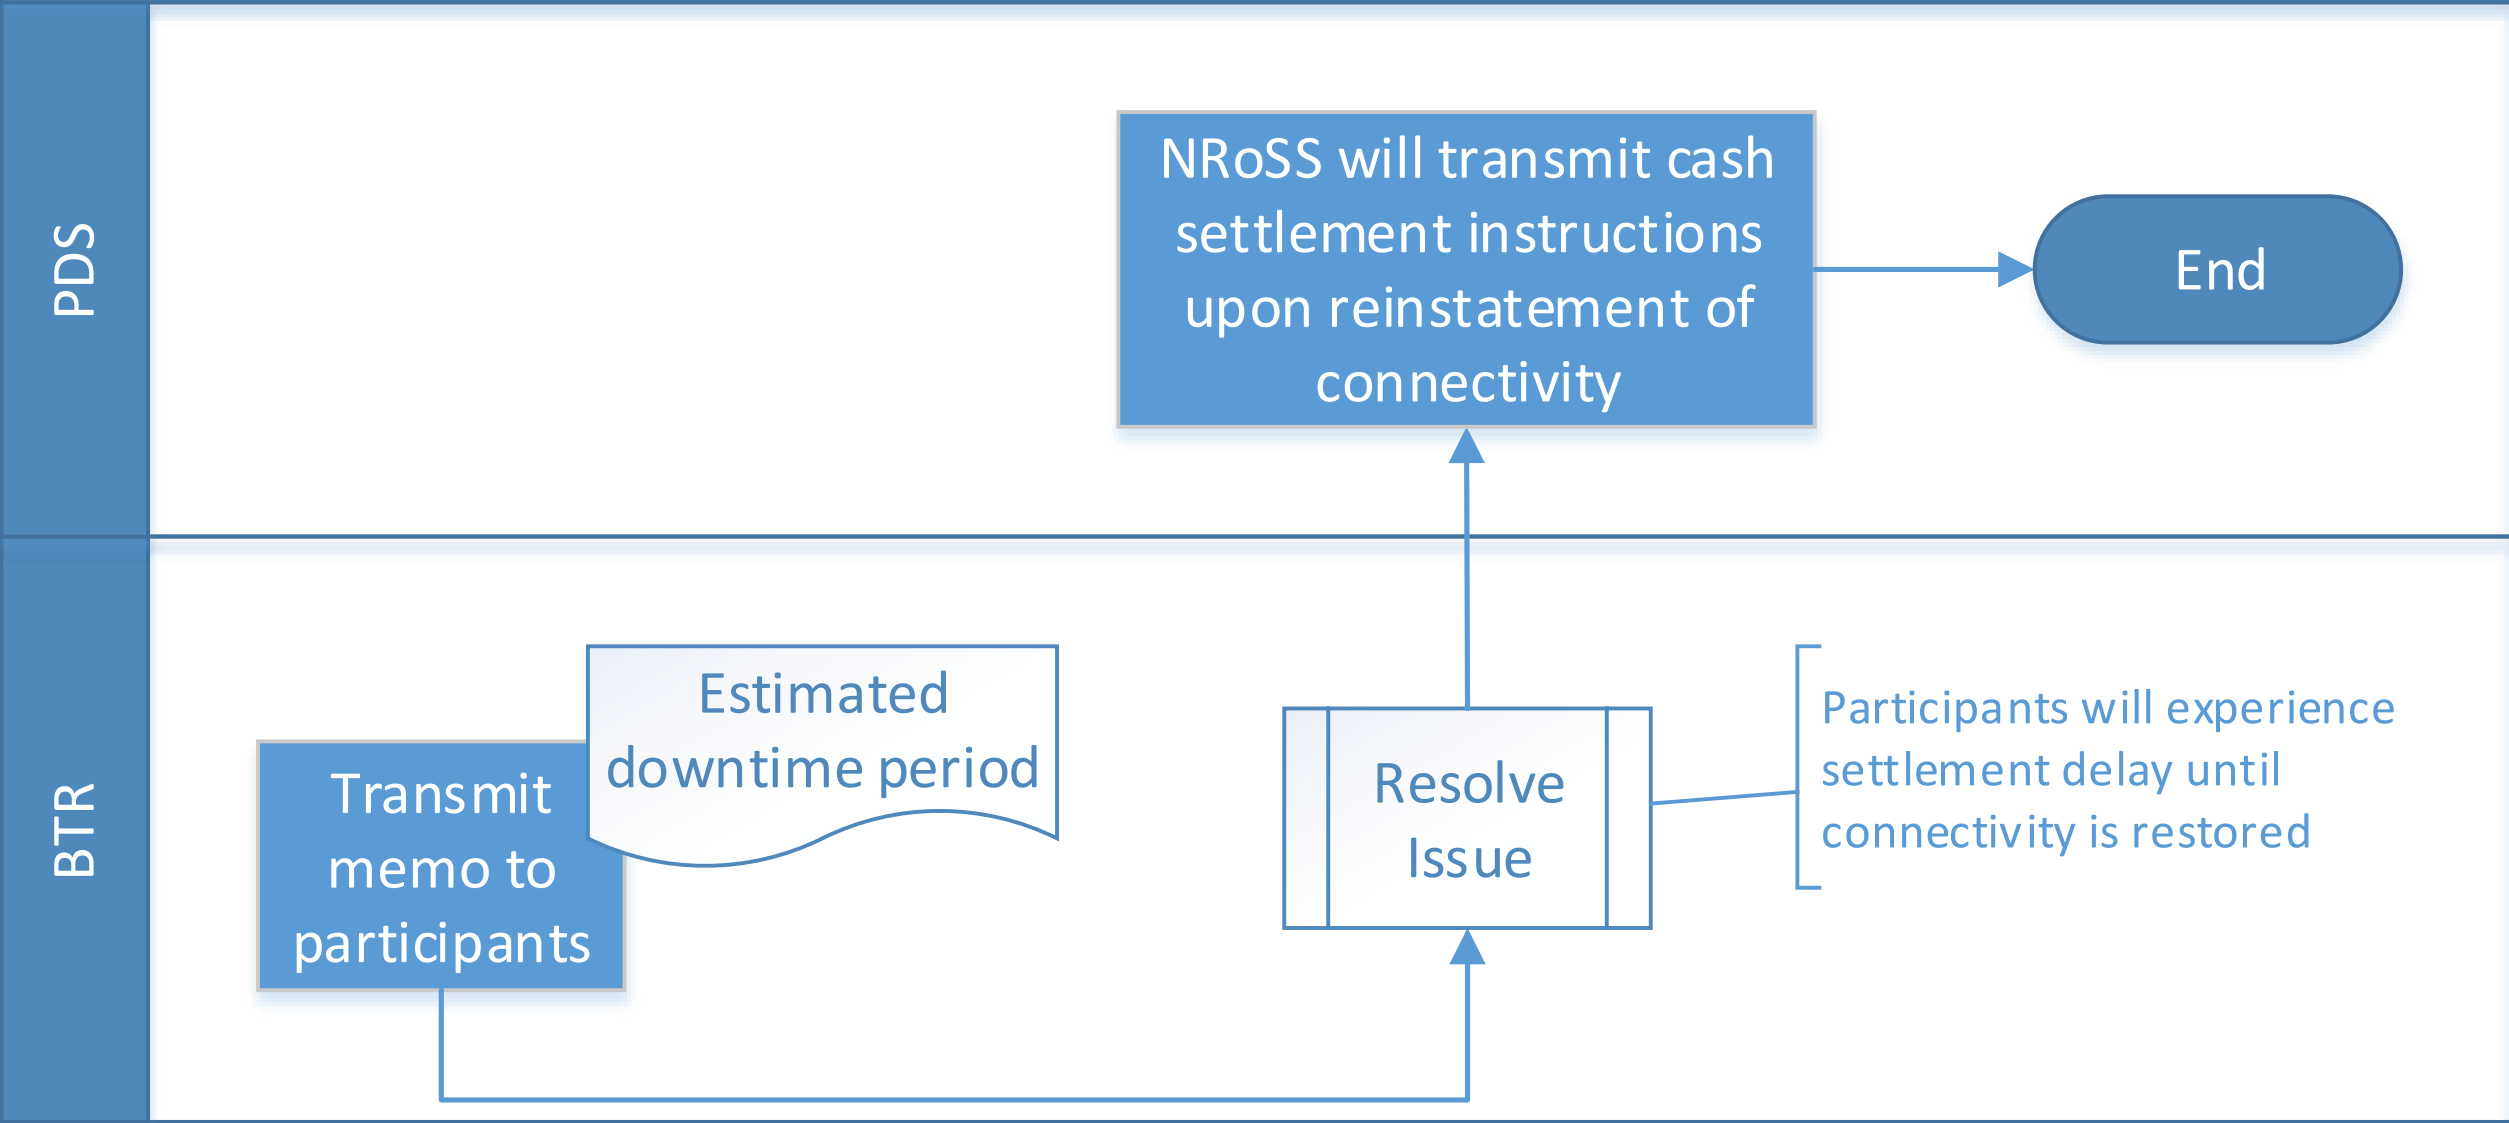 PDS
NRoSS will transmit cash
settlement instructions
upon reinstatement of
connectivity
End
BTR
Transmit
memo to
participants
Estimated
downtime period
Resolve
Issue
Participants will experience
settlement delay until
connectivity is restored